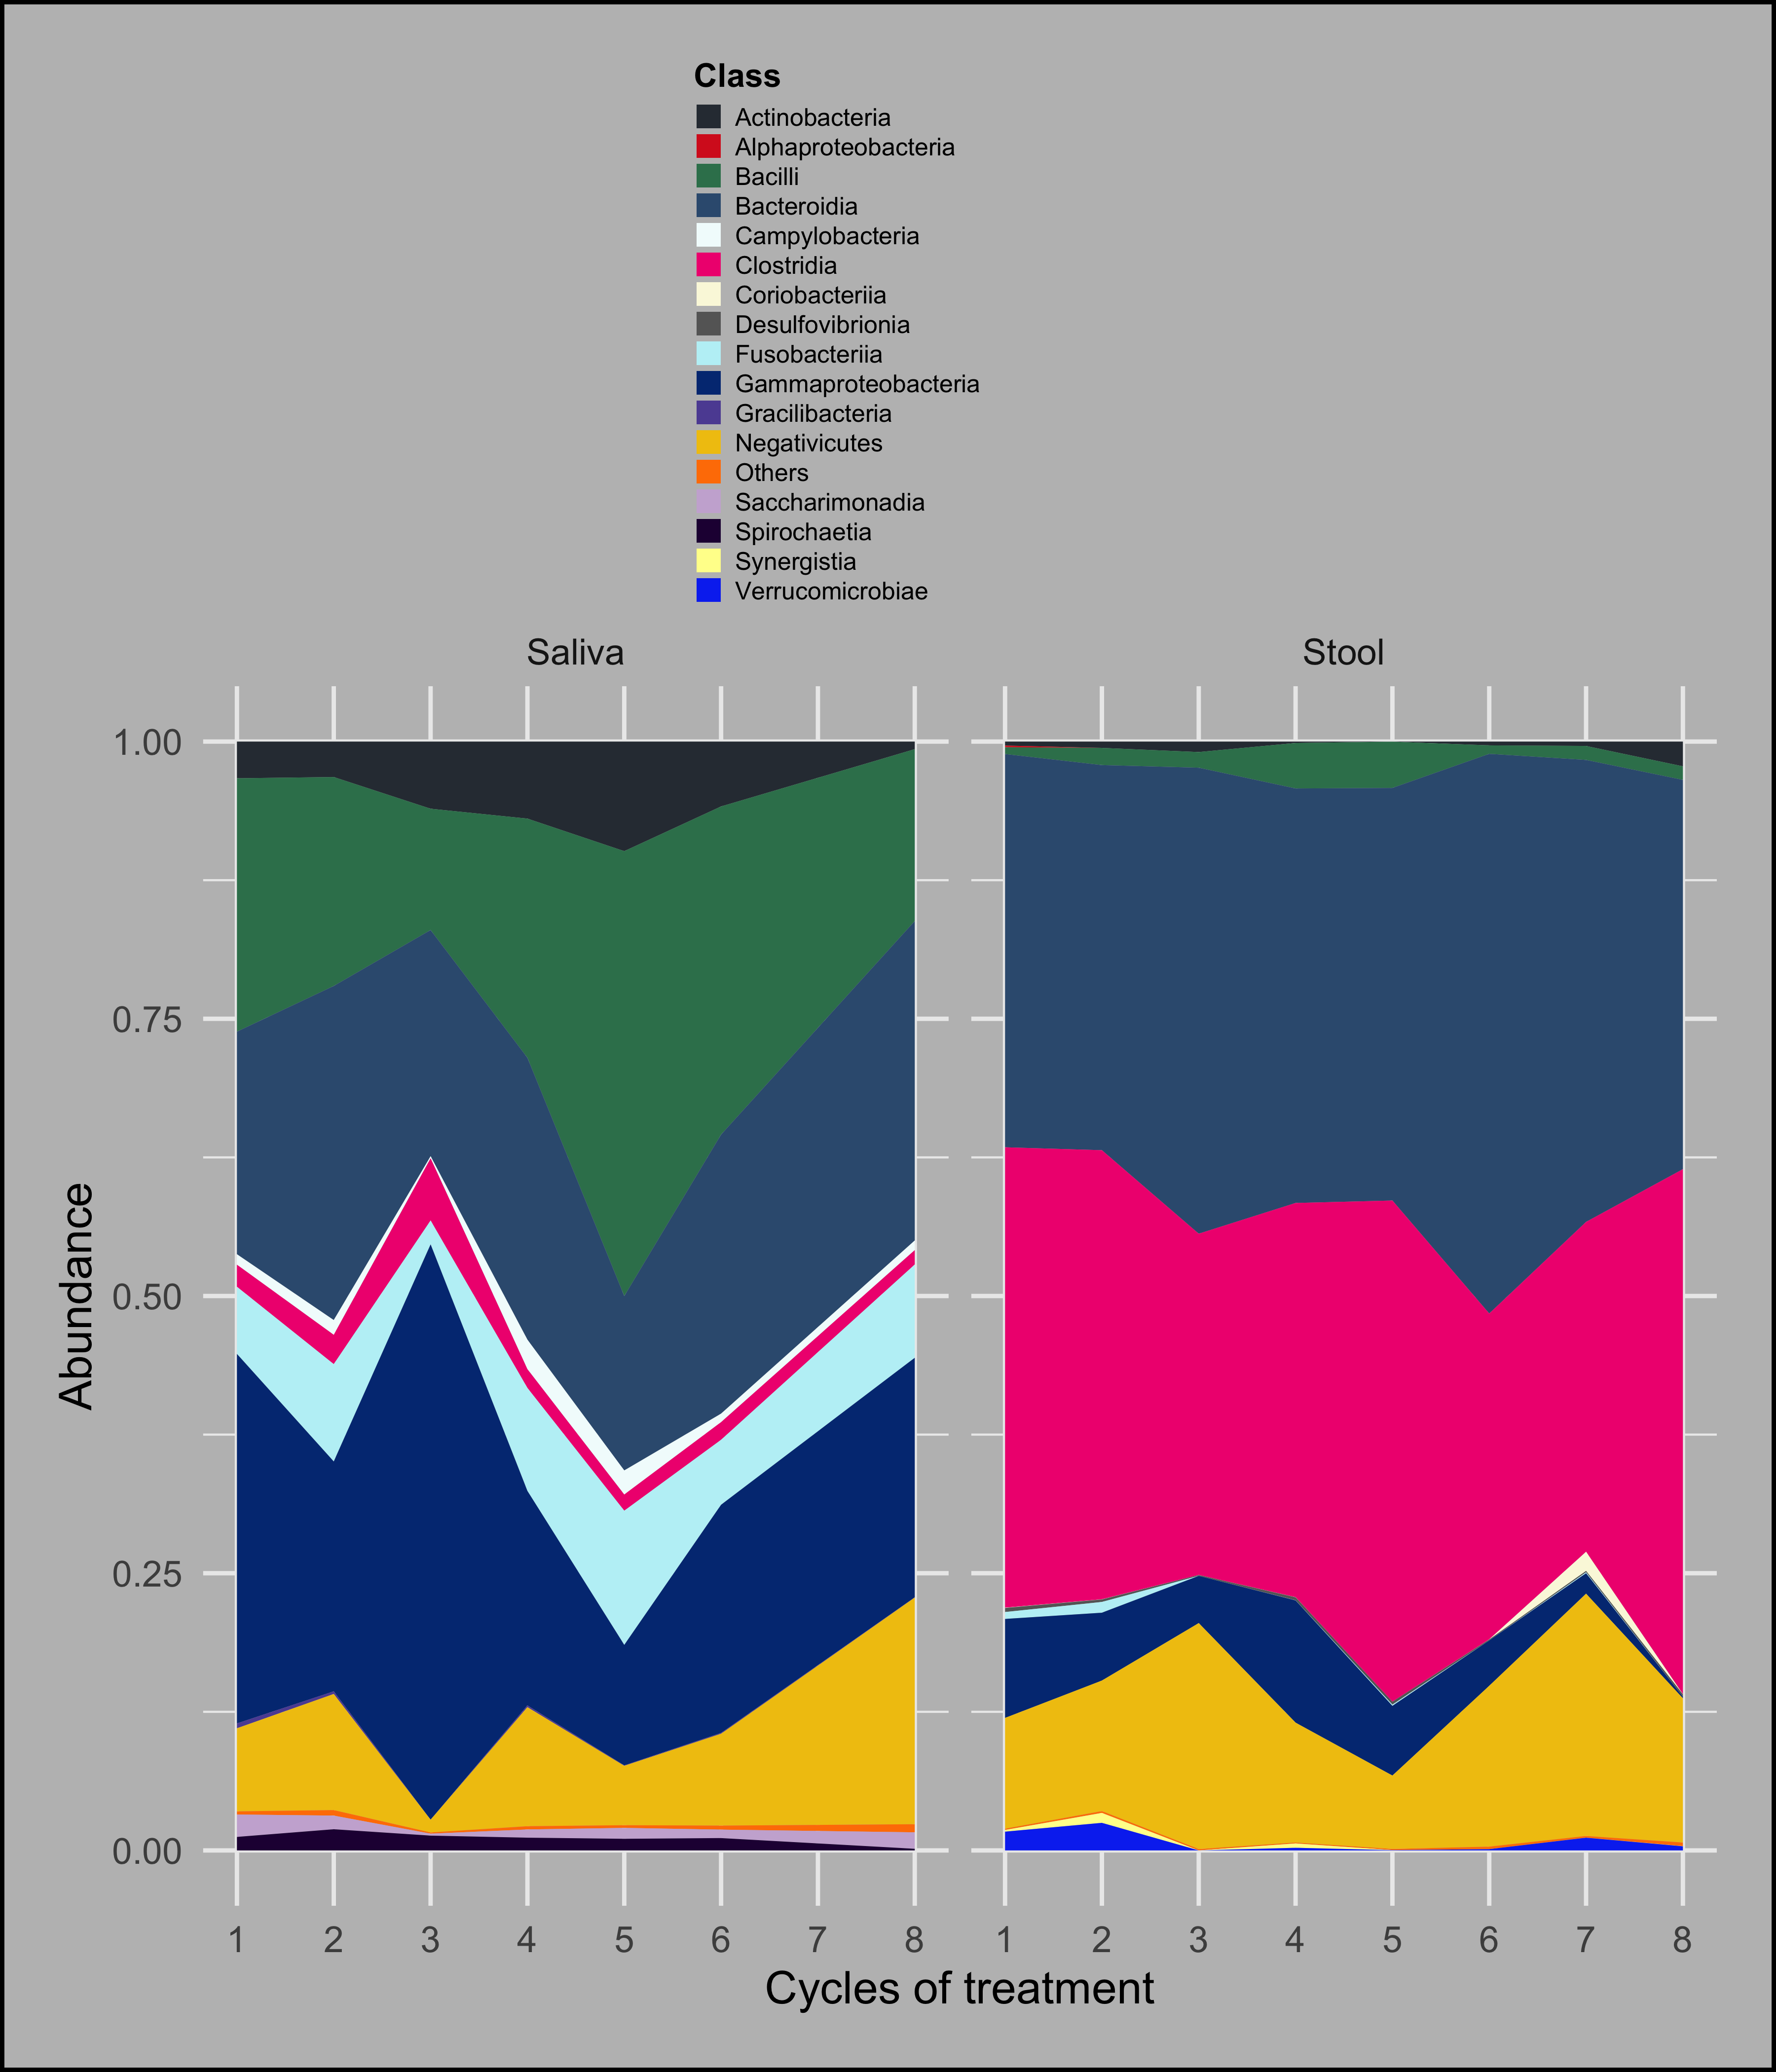 Class
Actinobacteria
Alphaproteobacteria
Bacilli
Bacteroidia
Campylobacteria
Clostridia
Coriobacteriia
Desulfovibrionia
Fusobacteriia
Gammaproteobacteria
Gracilibacteria
Negativicutes
Others
Saccharimonadia
Spirochaetia
Synergistia
Verrucomicrobiae
Saliva Stool
1.00
0.75
0.50
0.25
0.00
Abundance
1 2 3 4 5 6 7 8 1 2 3 4 5 6 7 8
Cycles of treatment